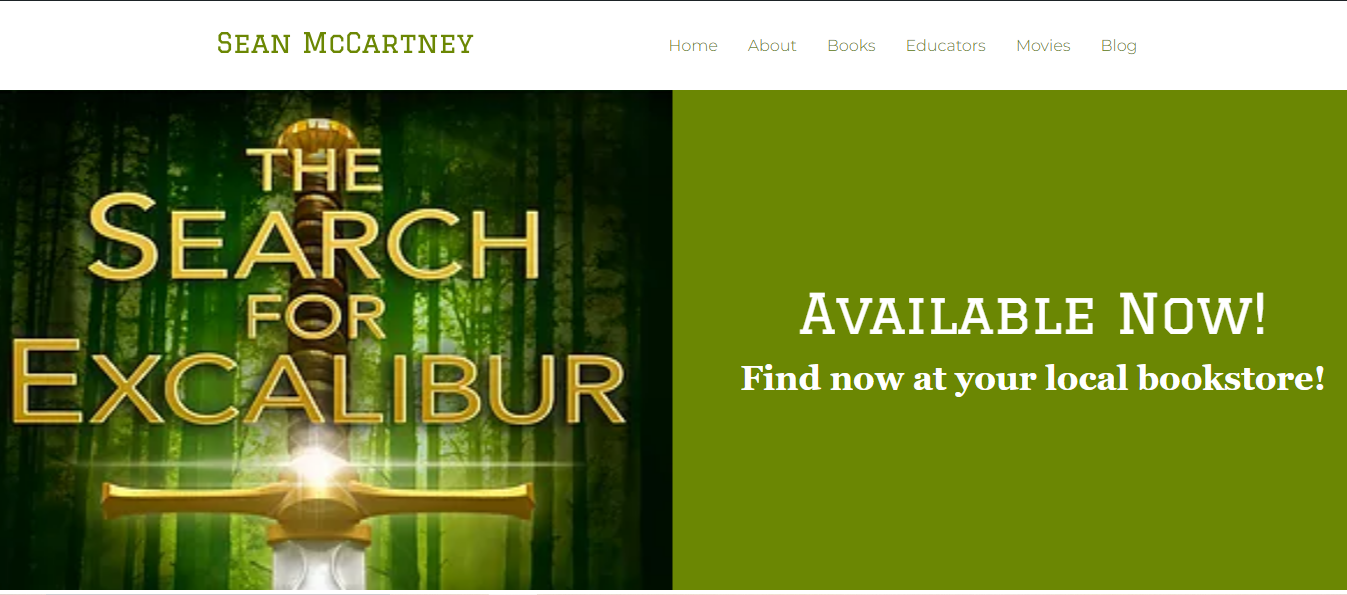 Sean McCartney
Home About Books Educators Movies Blog
THE
SEARCH
FOR
EXCALIBUR
Available Now!
Find now at your local bookstore!